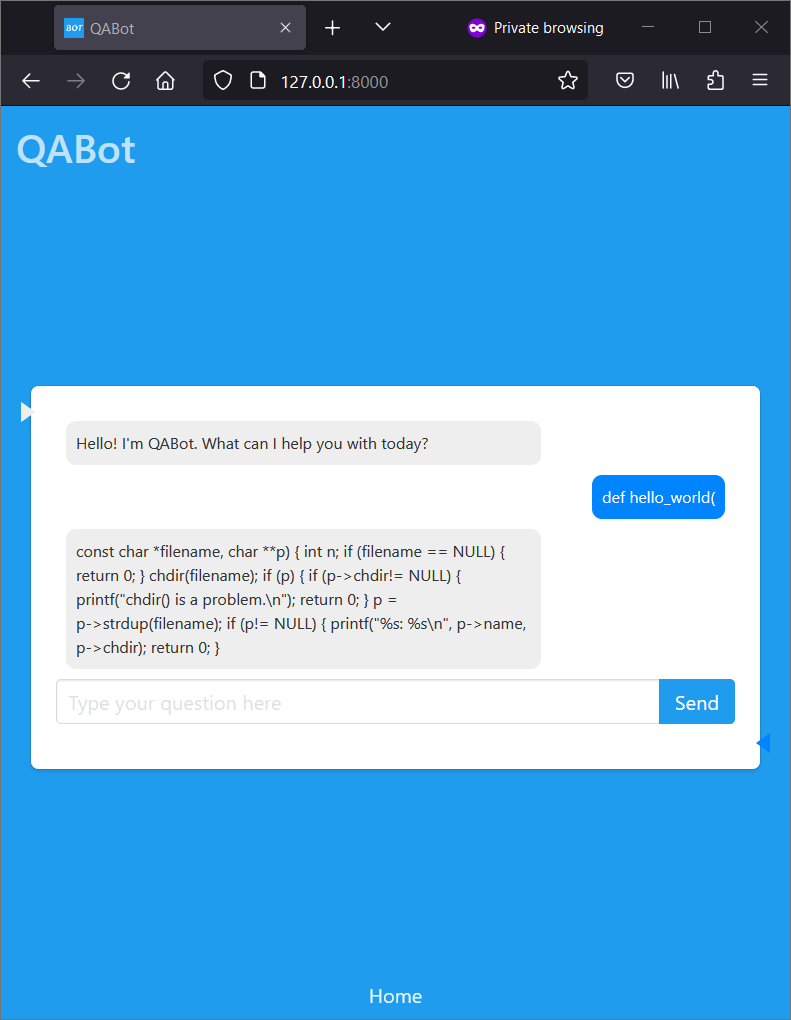 BOT QABot
Private browsing
127.0.0.1:8000
QABot
Hello! I'm QABot. What can I help you with today?
def hello_world(
const char *filename, char **p) { int n; if (filename == NULL) {
return 0; } chdir(filename); if (p) { if (p->chdir!= NULL) {
printf("chdir() is a problem.\n"); return 0; } p =
p->strdup(filename); if (p!= NULL) { printf("%s: %s\n", p->name,
p->chdir); return 0; }
Type your question here
Send
Home